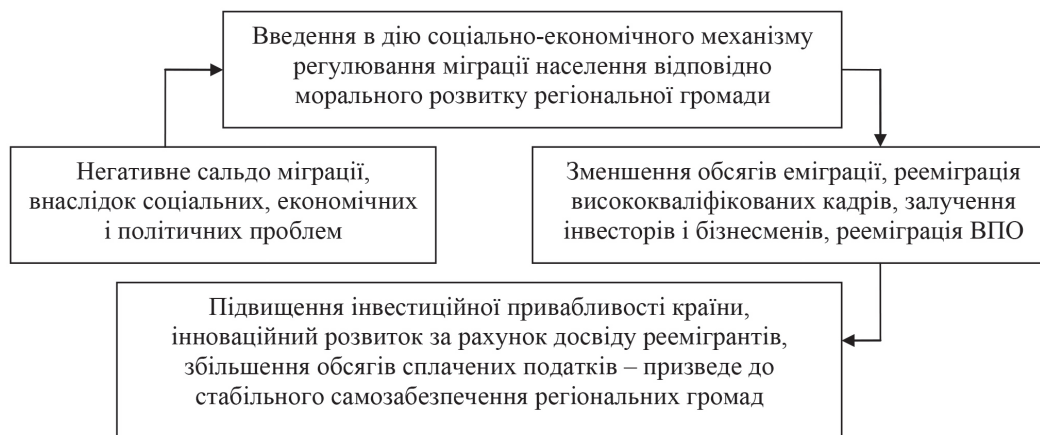 Введення в дію соціально-економічного механізму
регулювання міграції населення відповідно
морального розвитку регіональної громади
Негативне сальдо міграції,
внаслідок соціальних, економічних
і політичних проблем
Зменшення обсягів еміграції, рееміграція
висококваліфікованих кадрів, залучення
інвесторів і бізнесменів, рееміграція ВПО
Підвищення інвестиційної привабливості країни,
інноваційний розвиток за рахунок досвіду реемігрантів,
збільшення обсягів сплачених податків – призведе до
стабільного самозабезпечення регіональних громад